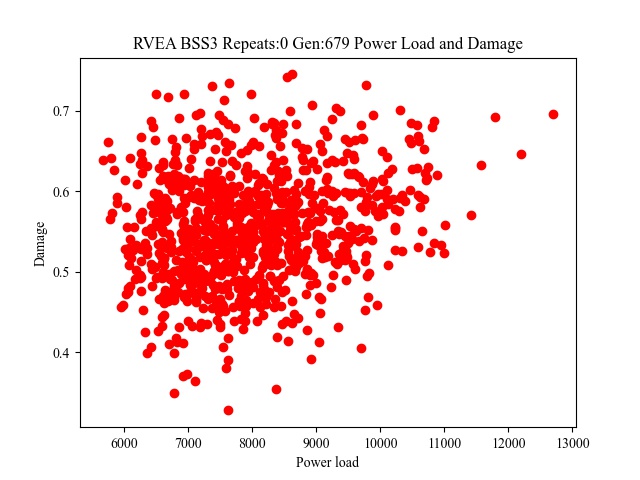 RVEA BSS3 Repeats:0 Gen:679 Power Load and Damage
0.7
0.6
0.5
0.4
Damage
6000 7000 8000 9000 10000 11000 12000 13000
Power load